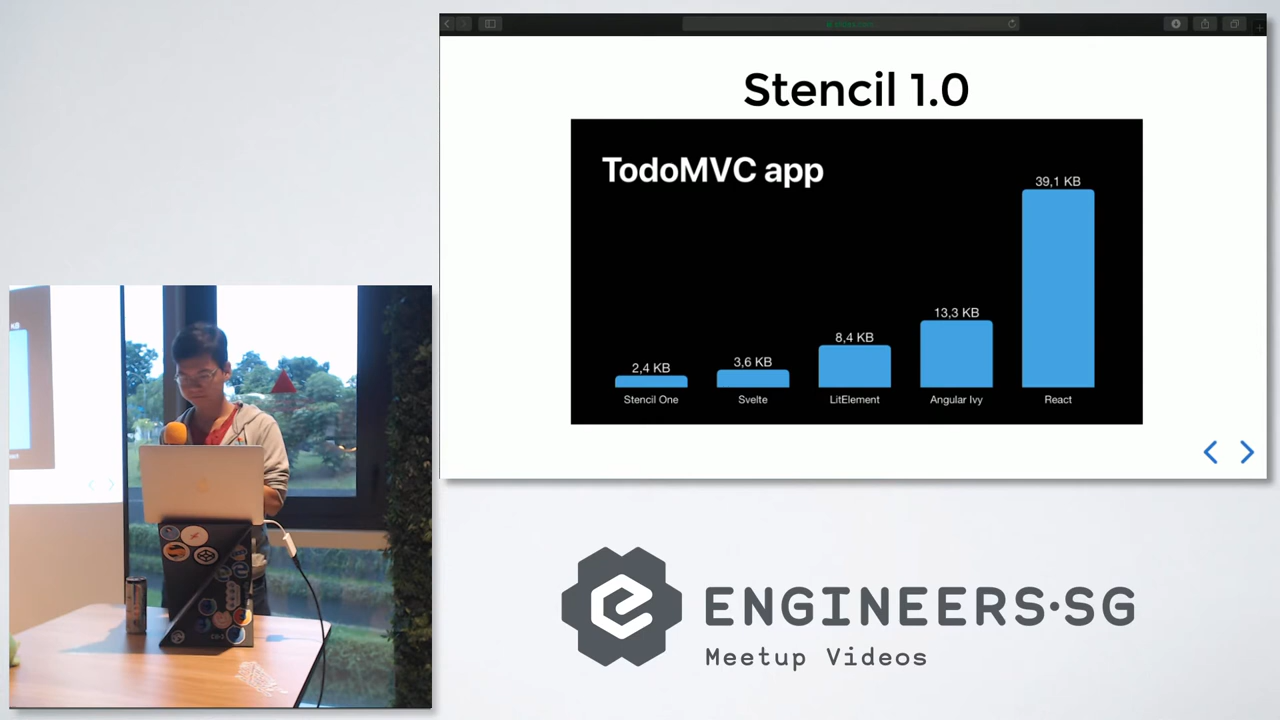 Stencil 1.0
TodoMVC app
39,1 KB
13,3 KB
8,4 KB
3,6 KB
2,4 KB
Stencil One
Svelte
LitElement
Angular Ivy
React
ENGINEERS·SG
Meetup Videos